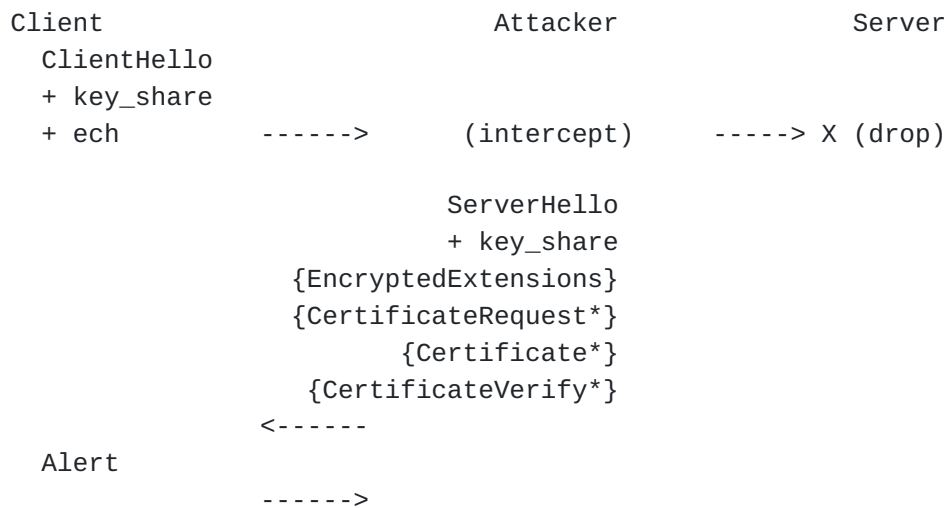 Client Attacker Server
ClientHello
+ key_share
+ ech ------> (intercept) -----> X (drop)
ServerHello
+ key_share
{EncryptedExtensions}
{CertificateRequest*}
{Certificate*}
{CertificateVerify*}
<------
Alert
------>